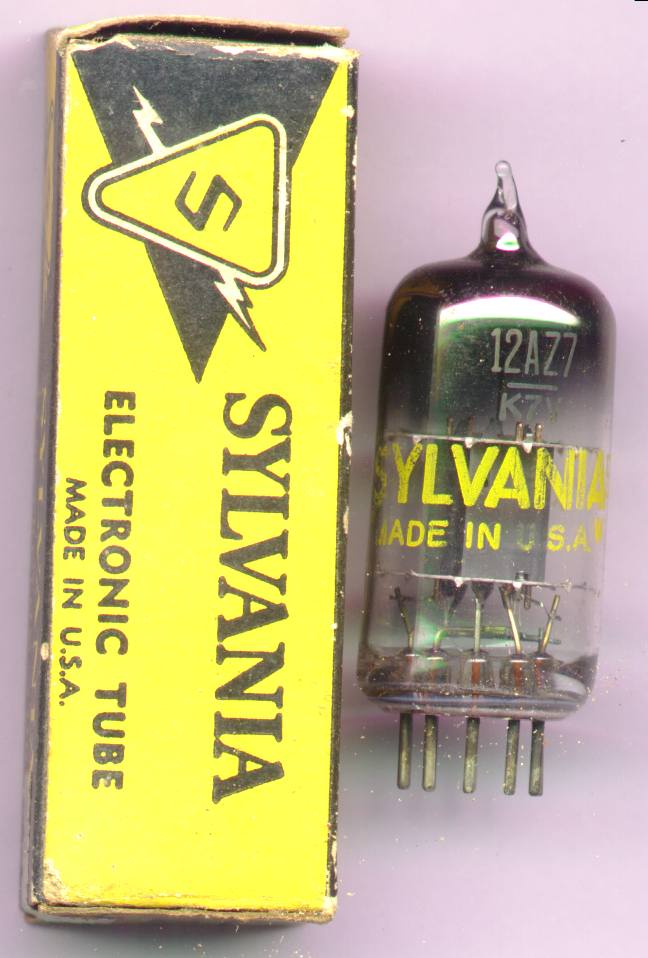 S
SYLVANIA
ELECTRONIC TUBE
MADE IN U.S.A.
12AZ7
SYLVANIA
MADE IN U.S.A.